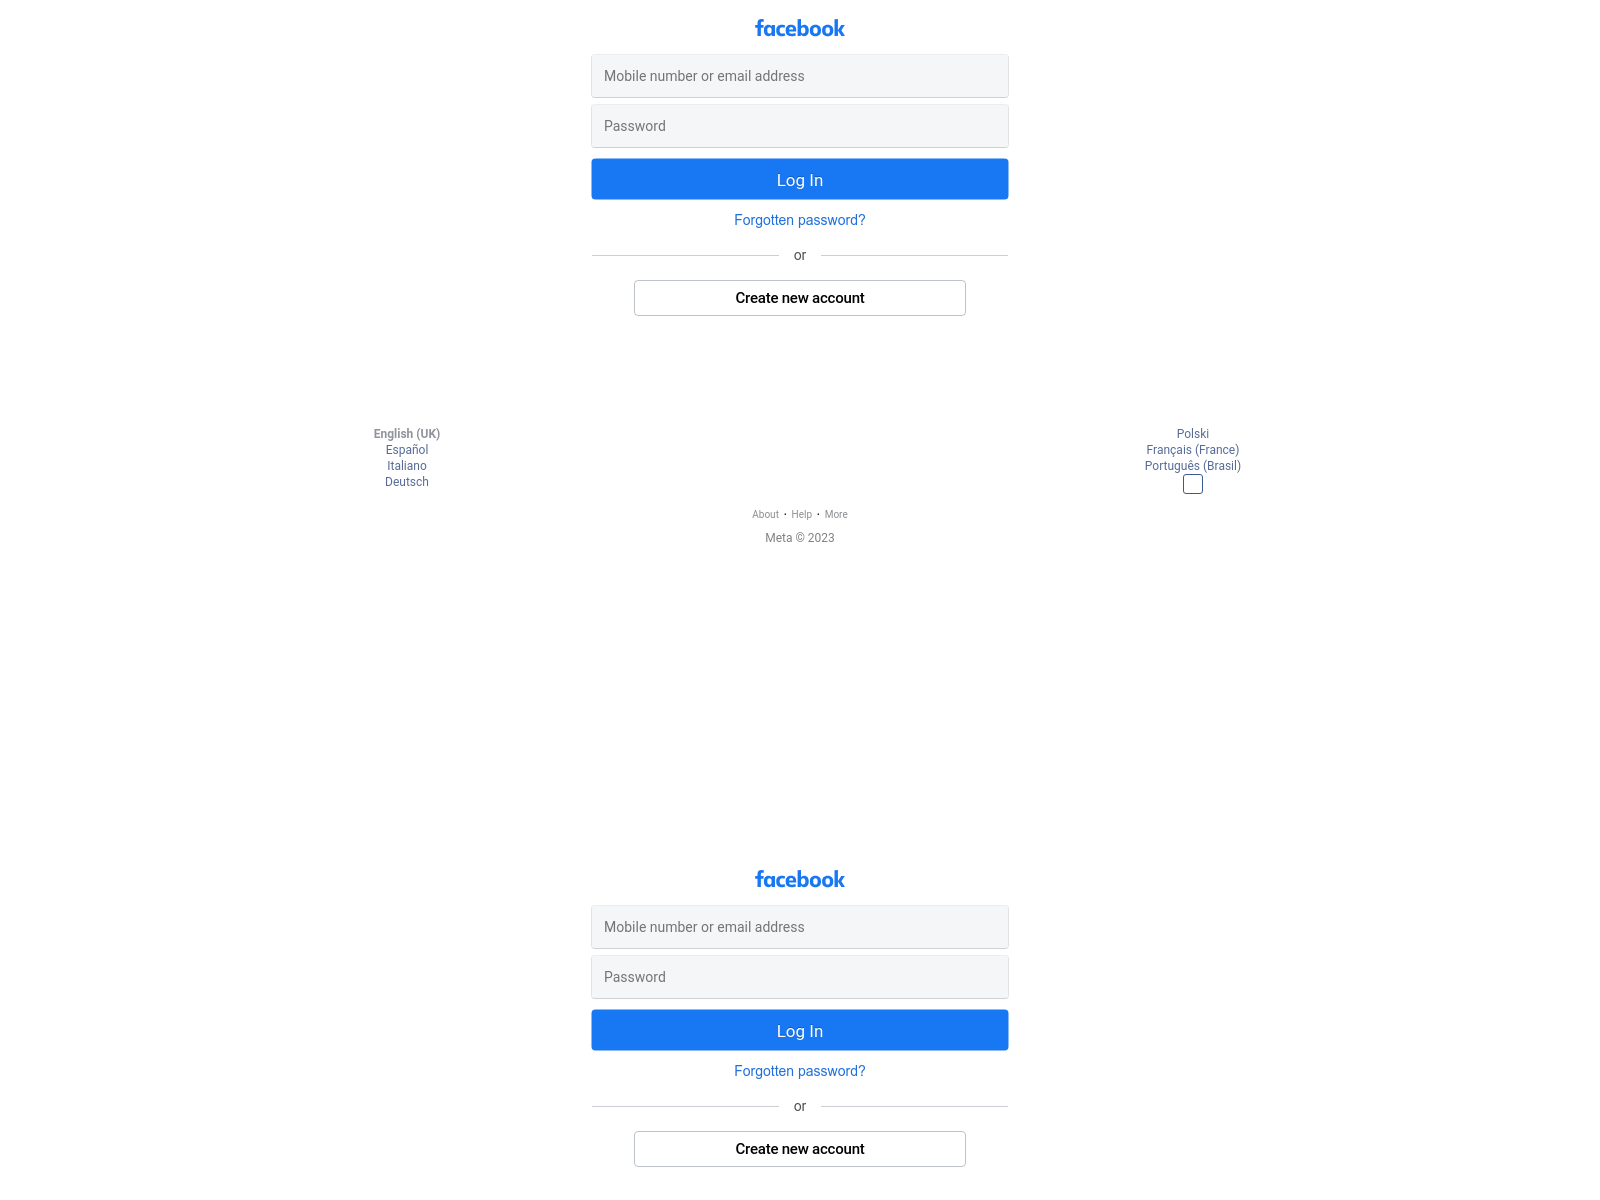 facebook
Mobile number or email address
Password
Log In
Forgotten password?
or
Create new account
English (UK)
Español
Italiano
Deutsch
Polski
Français (France)
Português (Brasil)
About · Help · More
Meta © 2023
facebook
Mobile number or email address
Password
Log In
Forgotten password?
or
Create new account